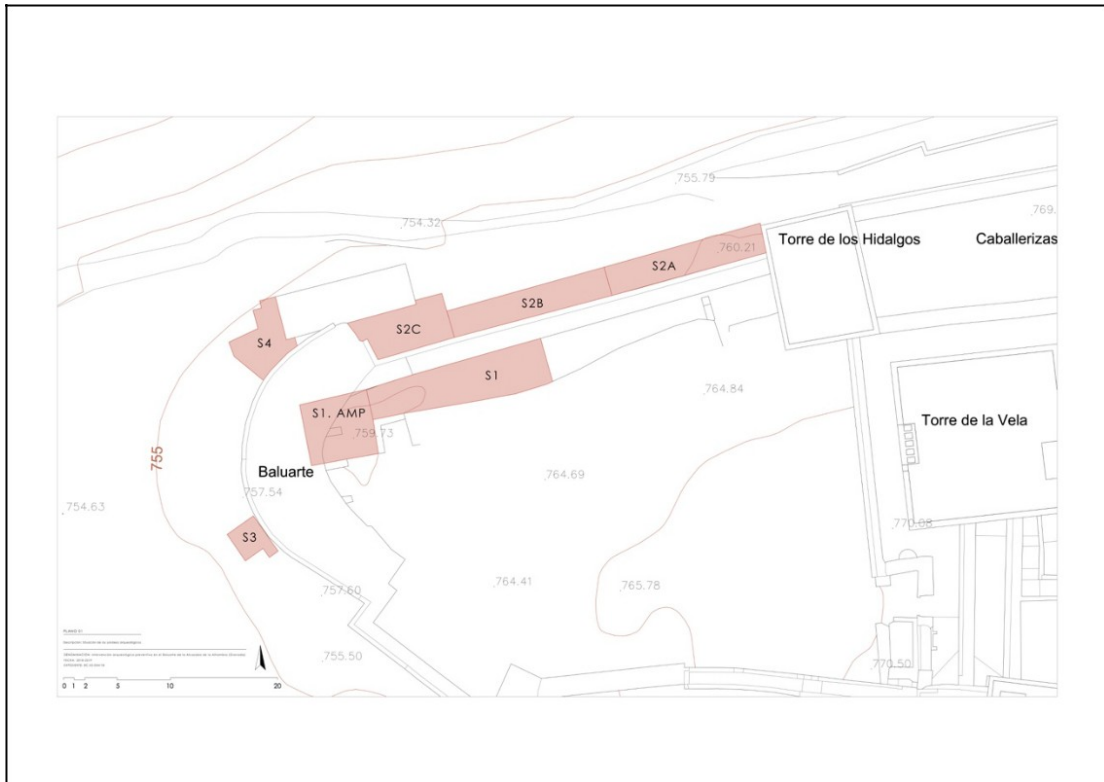 755.79
754.32
769.
Torre de los Hidalgos
Caballerizas
760.21
S2A
S2B
S2C
S4
S1
764.84
S1. AMP
Torre de la Vela
759.73
755
Baluarte
764.69
757.54
754.63
770.08
S3
764.41
765.78
757.60
PLANO 01
755.50
770.50
0 1 2 5 10 20